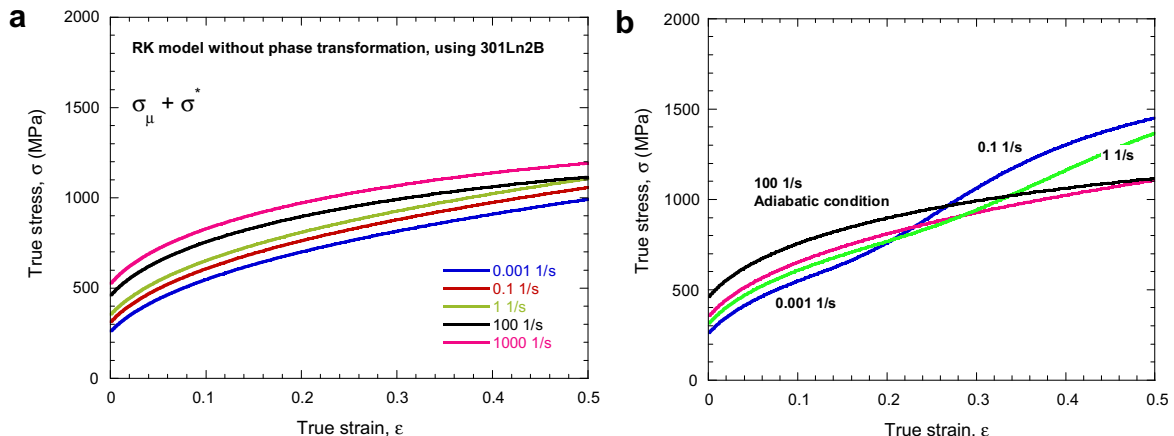 a
RK model without phase transformation, using 301Ln2B
σμ + σ*
True stress, σ (MPa)
2000
1500
1000
500
0
0.001 1/s
0.1 1/s
1 1/s
100 1/s
1000 1/s
0 0.1 0.2 0.3 0.4 0.5
True strain, ε
b
True stress, σ (MPa)
2000
1500
1000
500
0
0.1 1/s
1 1/s
100 1/s
Adiabatic condition
0.001 1/s
0 0.1 0.2 0.3 0.4 0.5
True strain, ε